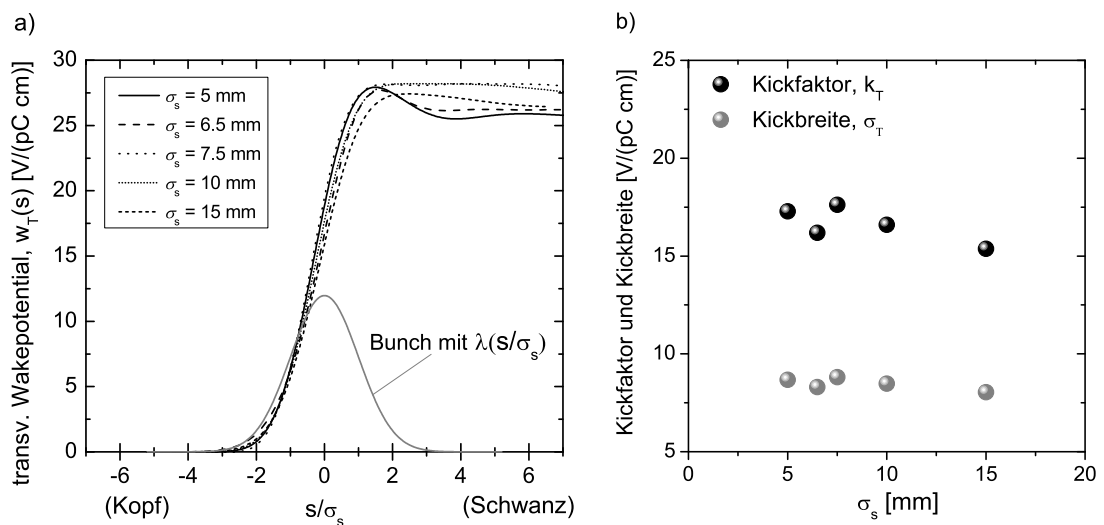 a)
transv. Wakepotential, w_T(s) [V/(pC cm)]
30
25
20
15
10
5
0
σ_s = 5 mm
σ_s = 6.5 mm
σ_s = 7.5 mm
σ_s = 10 mm
σ_s = 15 mm
Bunch mit λ(s/σ_s)
-6 -4 -2 0 2 4 6
(Kopf) s/σ_s (Schwanz)
b)
Kickfaktor und Kickbreite [V/(pC cm)]
25
20
15
10
5
Kickfaktor, k_T
Kickbreite, σ_T
0 5 10 15 20
σ_s [mm]